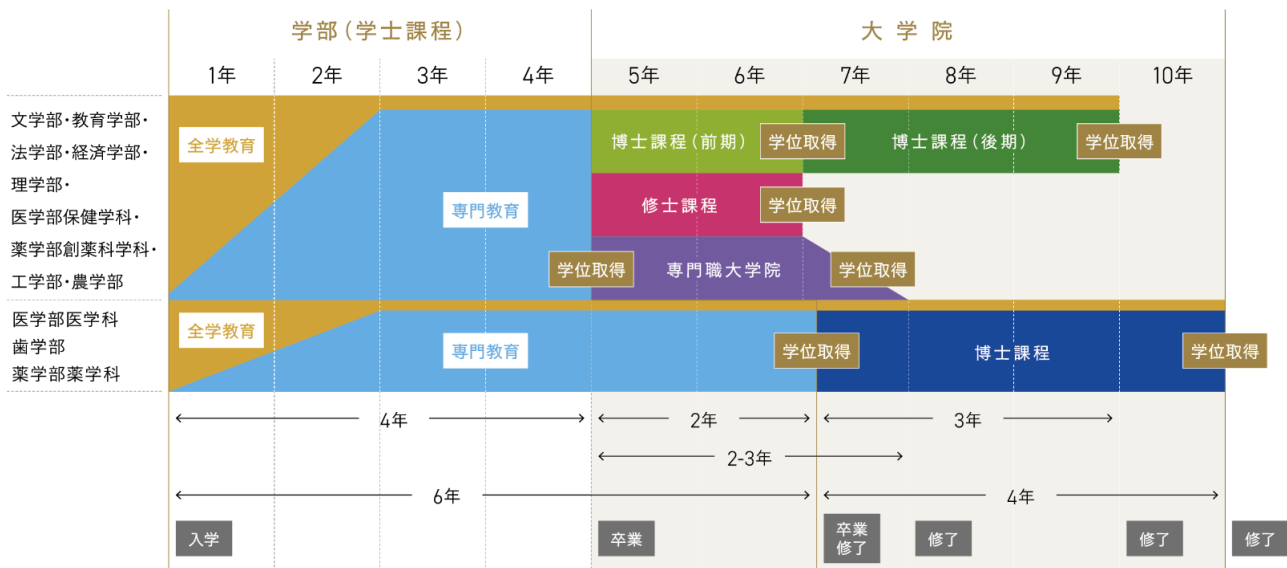 学部(学士課程)
大学院
1年
2年
3年
4年
5年
6年
7年
8年
9年
10年
文学部・教育学部・
法学部・経済学部・
理学部・
医学部保健学科・
薬学部創薬科学科・
工学部・農学部
全学教育
専門教育
博士課程(前期)
学位取得
博士課程(後期)
学位取得
修士課程
学位取得
学位取得
専門職大学院
学位取得
医学部医学科
歯学部
薬学部薬学科
全学教育
専門教育
学位取得
博士課程
学位取得
4年
2年
3年
2-3年
6年
4年
入学
卒業
卒業
修了
修了
修了
修了